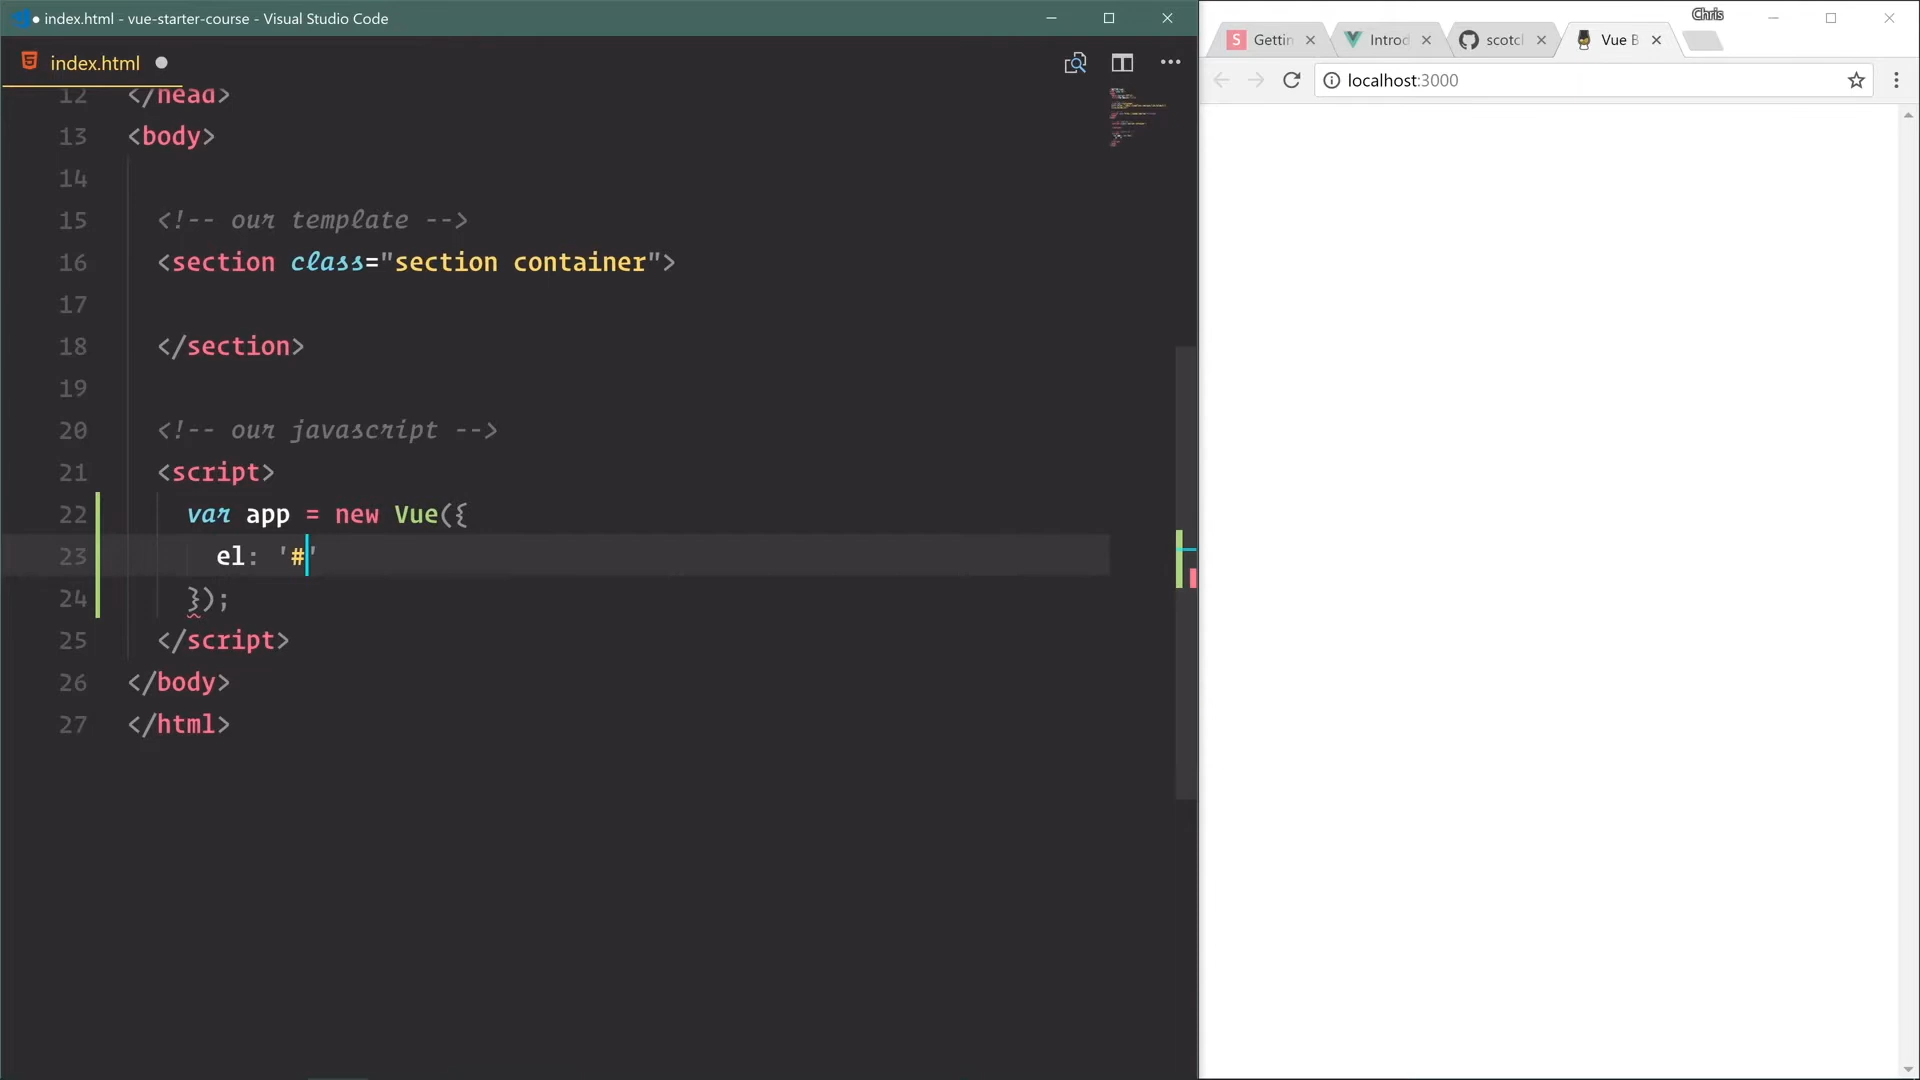 index.html - vue-starter-course - Visual Studio Code
index.html
12 </head>
13 <body>
14
15 <!-- our template -->
16 <section class="section container">
17
18 </section>
19
20 <!-- our javascript -->
21 <script>
22 var app = new Vue({
23 el: '#'
24 });
25 </script>
26 </body>
27 </html>
Chris
S Gettin
Introd
scotcl
Vue B
localhost:3000